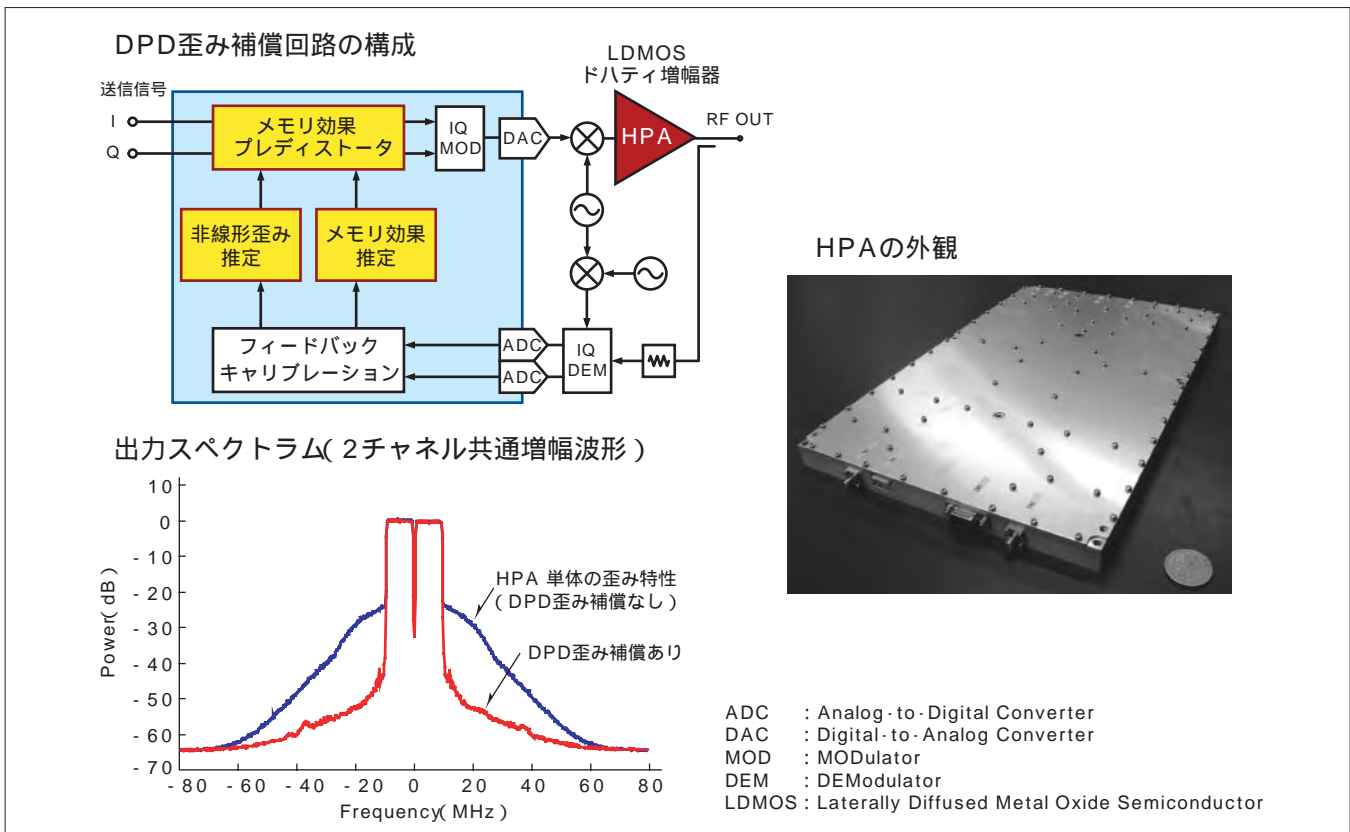 DPD歪み補償回路の構成
送信信号
I
Q
メモリ効果
プレディストータ
IQ
MOD
DAC
LDMOS
ドハティ増幅器
HPA
RF OUT
非線形歪み
推定
メモリ効果
推定
フィードバック
キャリブレーション
ADC
ADC
IQ
DEM
HPAの外観
出力スペクトラム(2チャネル共通増幅波形)
Power(dB)
10
0
-10
-20
-30
-40
-50
-60
-70
HPA 単体の歪み特性
(DPD歪み補償なし)
DPD歪み補償あり
-80 -60 -40 -20 0 20 40 60 80
Frequency(MHz)
ADC : Analog-to-Digital Converter
DAC : Digital-to-Analog Converter
MOD : MODulator
DEM : DEModulator
LDMOS : Laterally Diffused Metal Oxide Semiconductor